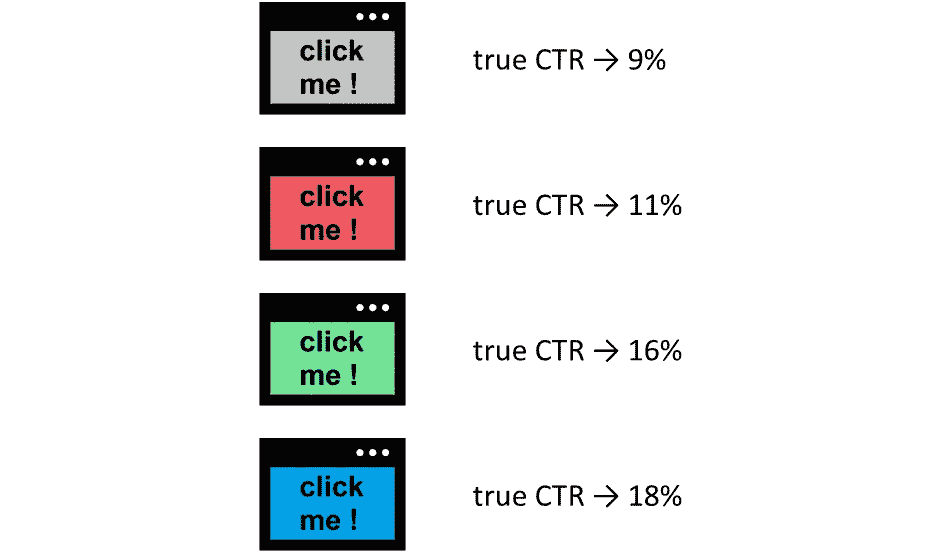 click
me !
true CTR → 9%
click
me !
true CTR → 11%
click
me !
true CTR → 16%
click
me !
true CTR → 18%